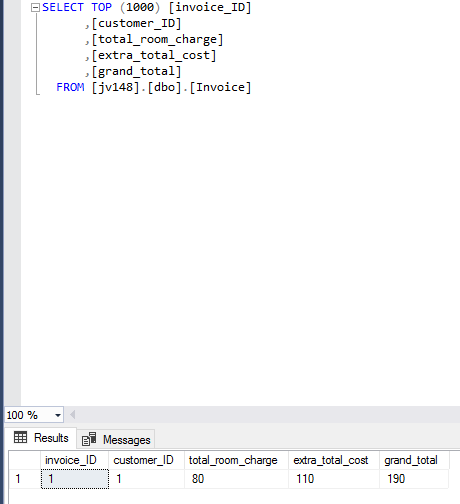 SELECT TOP (1000) [invoice_ID]
,[customer_ID]
,[total_room_charge]
,[extra_total_cost]
,[grand_total]
FROM [jv148].[dbo].[Invoice]
100 %
Results Messages
invoice_ID customer_ID total_room_charge extra_total_cost grand_total
1 1 1 80 110 190